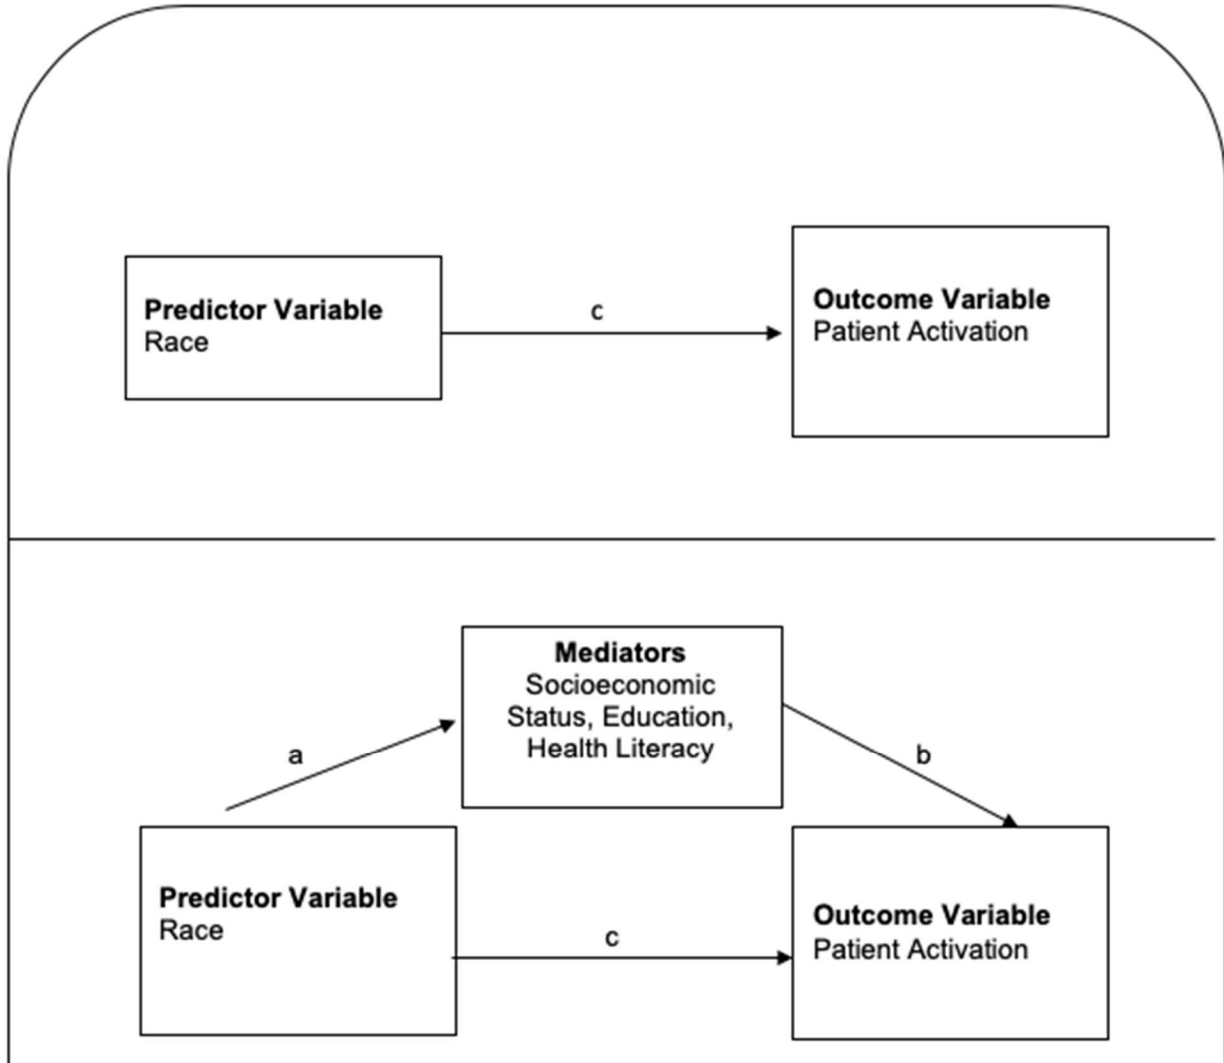 Predictor Variable
Race
c
Outcome Variable
Patient Activation
Mediators
Socioeconomic
Status, Education,
Health Literacy
a
b
Predictor Variable
Race
c
Outcome Variable
Patient Activation